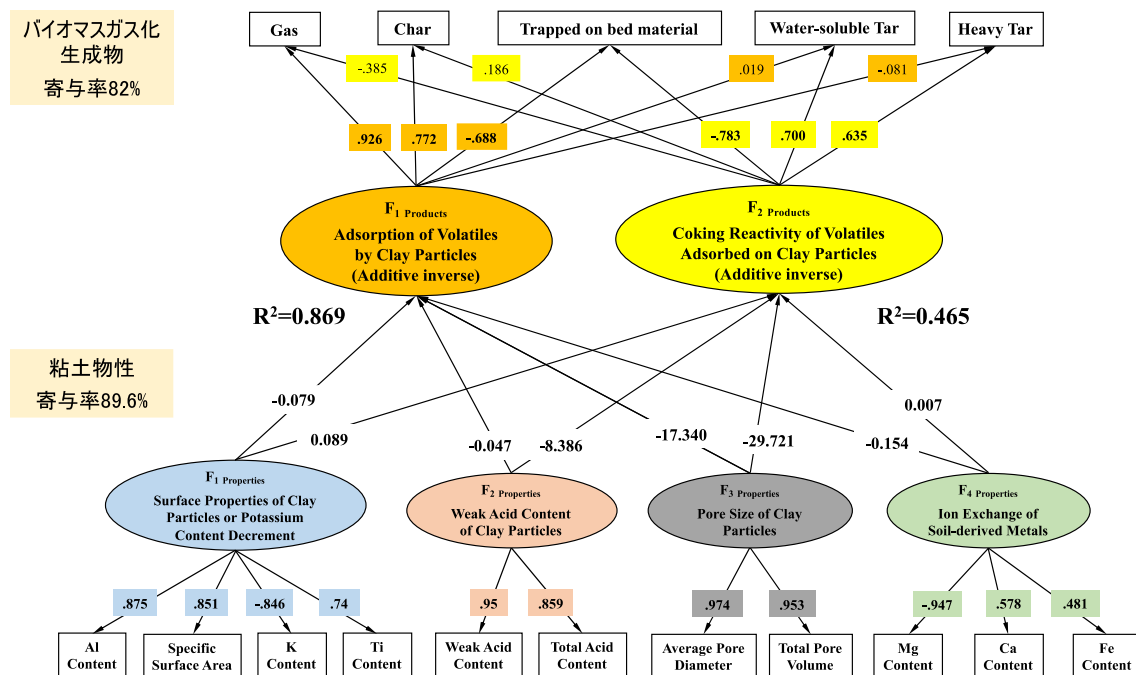 バイオマスガス化
生成物
寄与率82%
Gas
Char
Trapped on bed material
Water-soluble Tar
Heavy Tar
-.385
.186
.019
-.081
.926
.772
-.688
-.783
.700
.635
F1 Products
Adsorption of Volatiles
by Clay Particles
(Additive inverse)
F2 Products
Coking Reactivity of Volatiles
Adsorbed on Clay Particles
(Additive inverse)
R²=0.869
R²=0.465
粘土物性
寄与率89.6%
-0.079
0.089
-0.047
-8.386
-17.340
-29.721
-0.154
0.007
F1 Properties
Surface Properties of Clay
Particles or Potassium
Content Decrement
F2 Properties
Weak Acid Content
of Clay Particles
F3 Properties
Pore Size of Clay
Particles
F4 Properties
Ion Exchange of
Soil-derived Metals
.875
.851
-.846
.74
.95
.859
.974
.953
-.947
.578
.481
Al
Content
Specific
Surface Area
K
Content
Ti
Content
Weak Acid
Content
Total Acid
Content
Average Pore
Diameter
Total Pore
Volume
Mg
Content
Ca
Content
Fe
Content